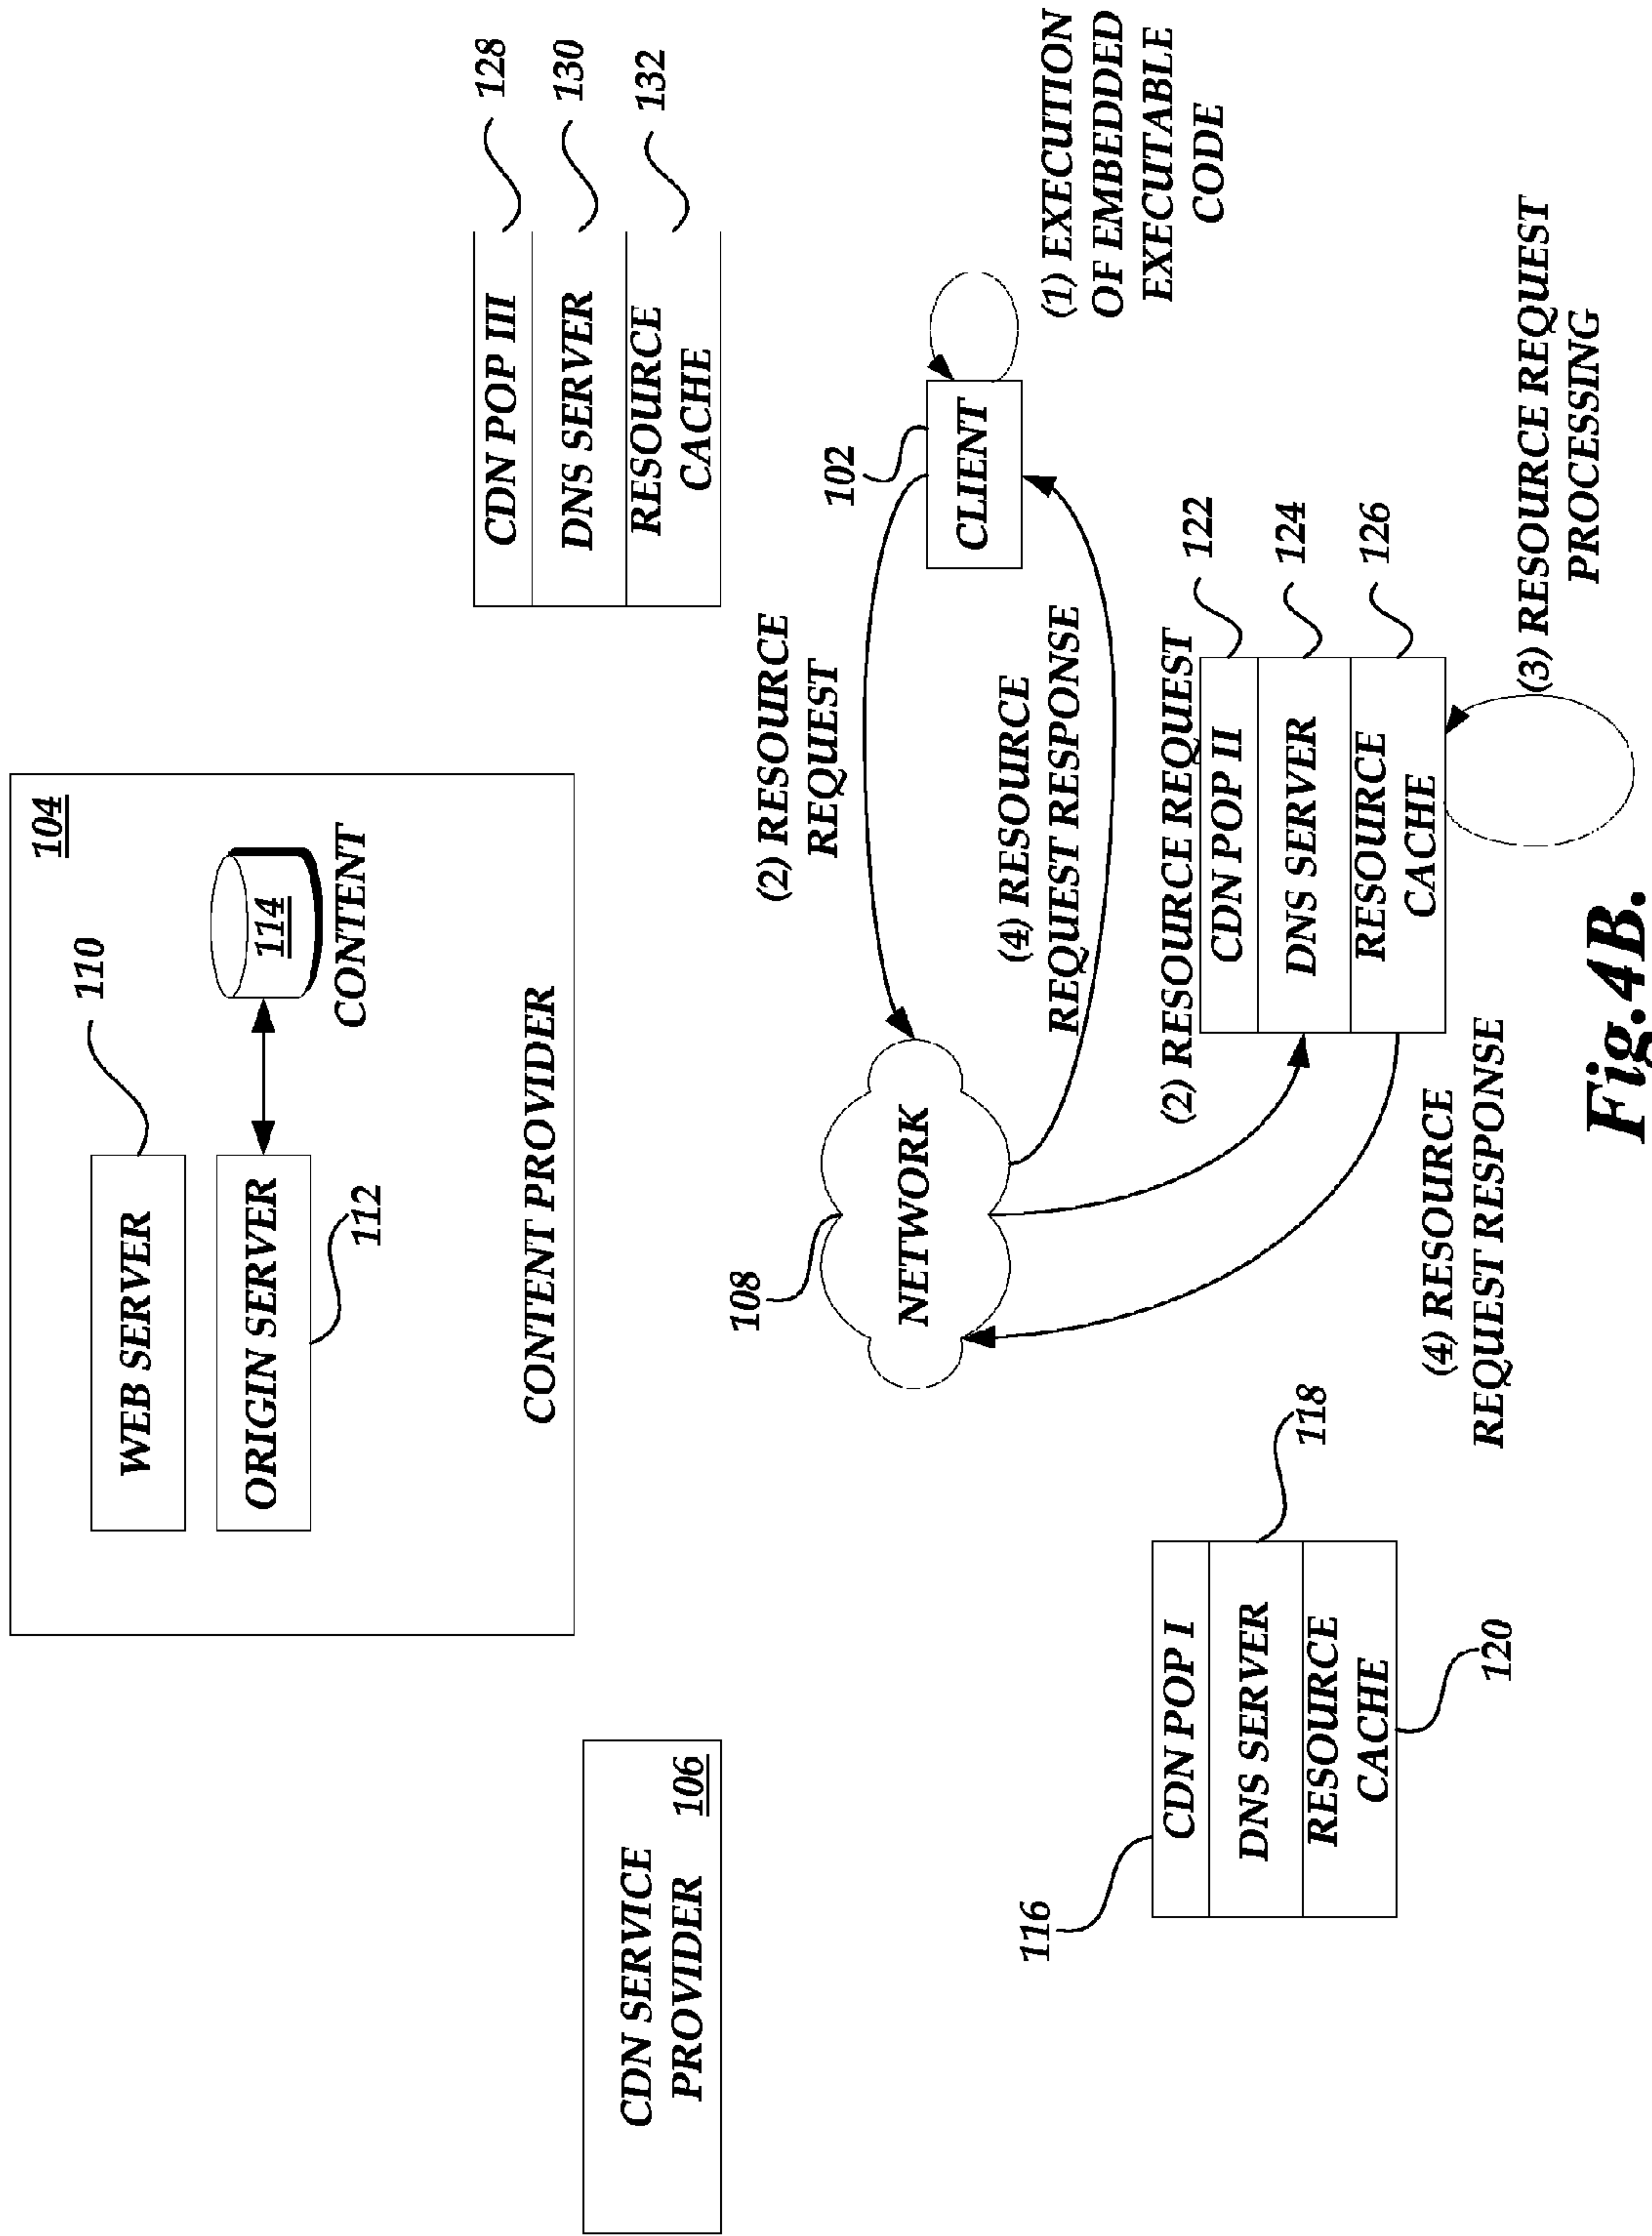 104
WEB SERVER
110
ORIGIN SERVER
112
114
CONTENT
CONTENT PROVIDER
CDN SERVICE
PROVIDER
106
CDN POP III
DNS SERVER
RESOURCE
CACHE
128
130
132
108
NETWORK
(2) RESOURCE
REQUEST
102
CLIENT
(1) EXECUTION
OF EMBEDDED
EXECUTABLE
CODE
(4) RESOURCE
REQUEST RESPONSE
116
CDN POP I
DNS SERVER
RESOURCE
CACHE
118
120
(2) RESOURCE REQUEST
CDN POP II
DNS SERVER
RESOURCE
CACHE
122
124
126
(4) RESOURCE
REQUEST RESPONSE
(3) RESOURCE REQUEST
PROCESSING
Fig.4B.